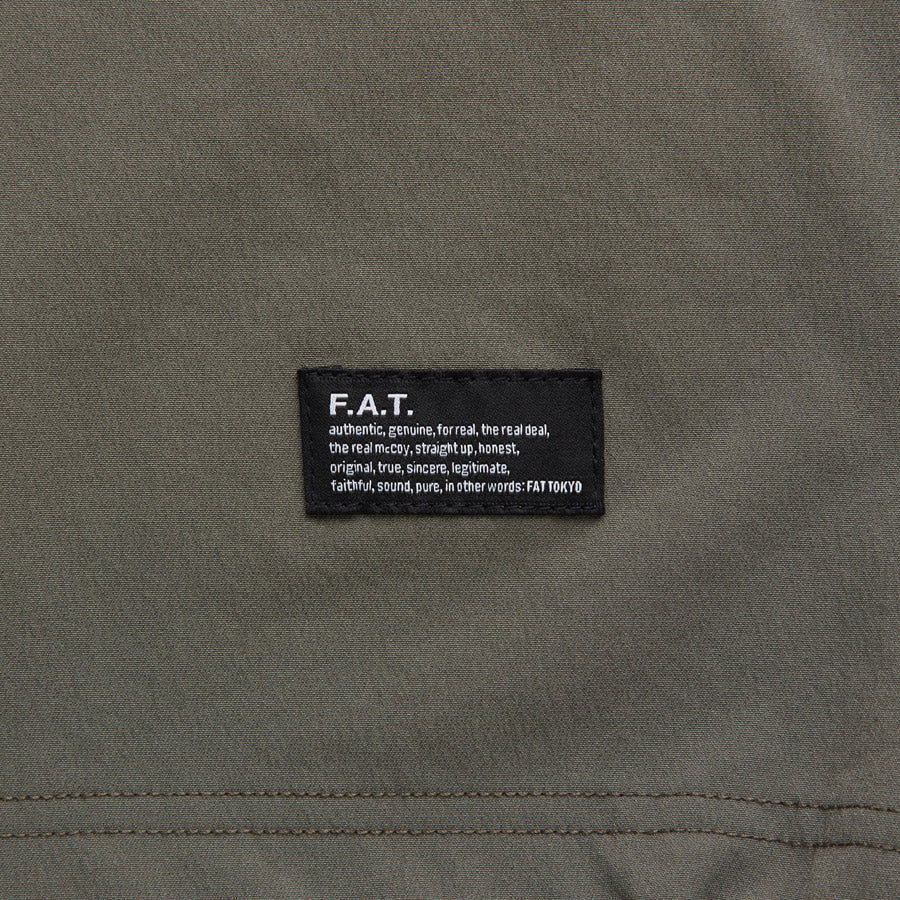 F.A.T.
authentic, genuine, for real, the real deal,
the real mccoy, straight up, honest,
original, true, sincere, legitimate,
faithful, sound, pure, in other words: FAT TOKYO